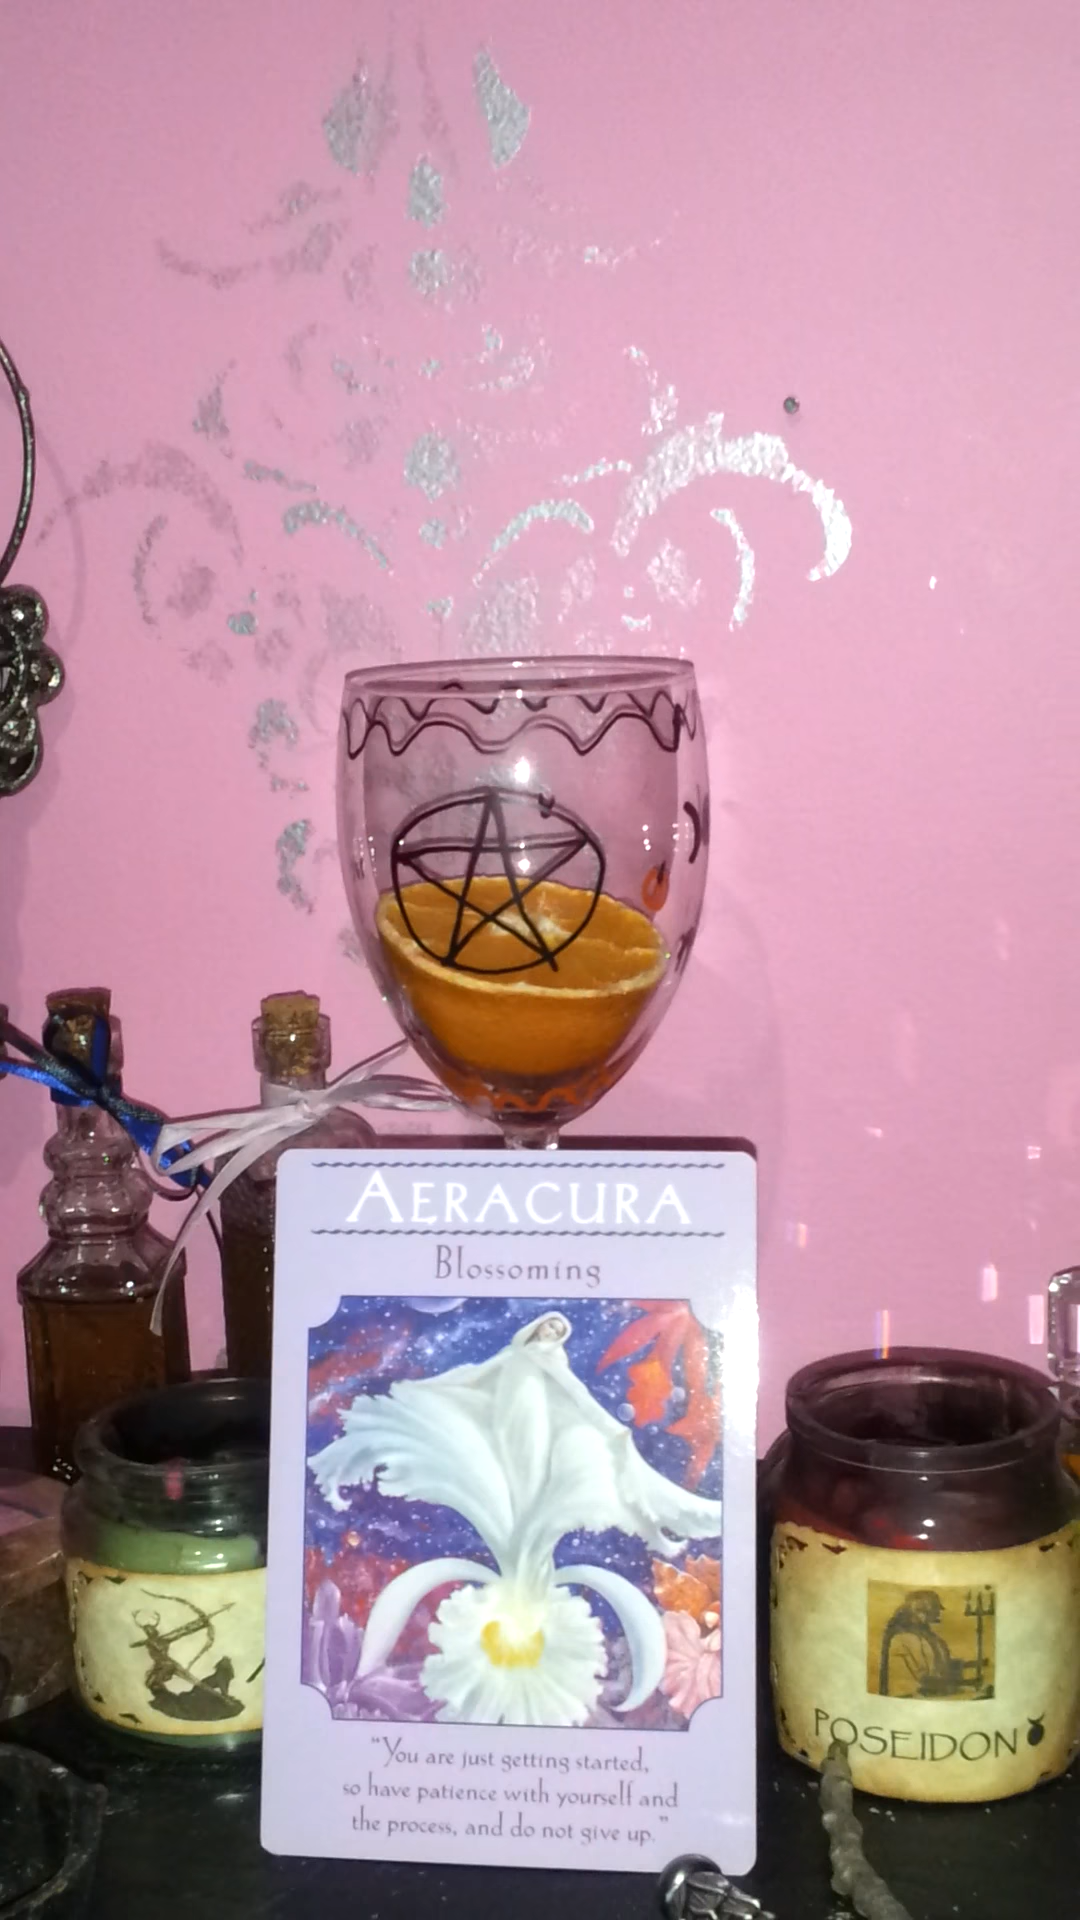 AERACURA
Blossoming
"You are just getting started,
so have patience with yourself and
the process, and do not give up."
POSEIDON